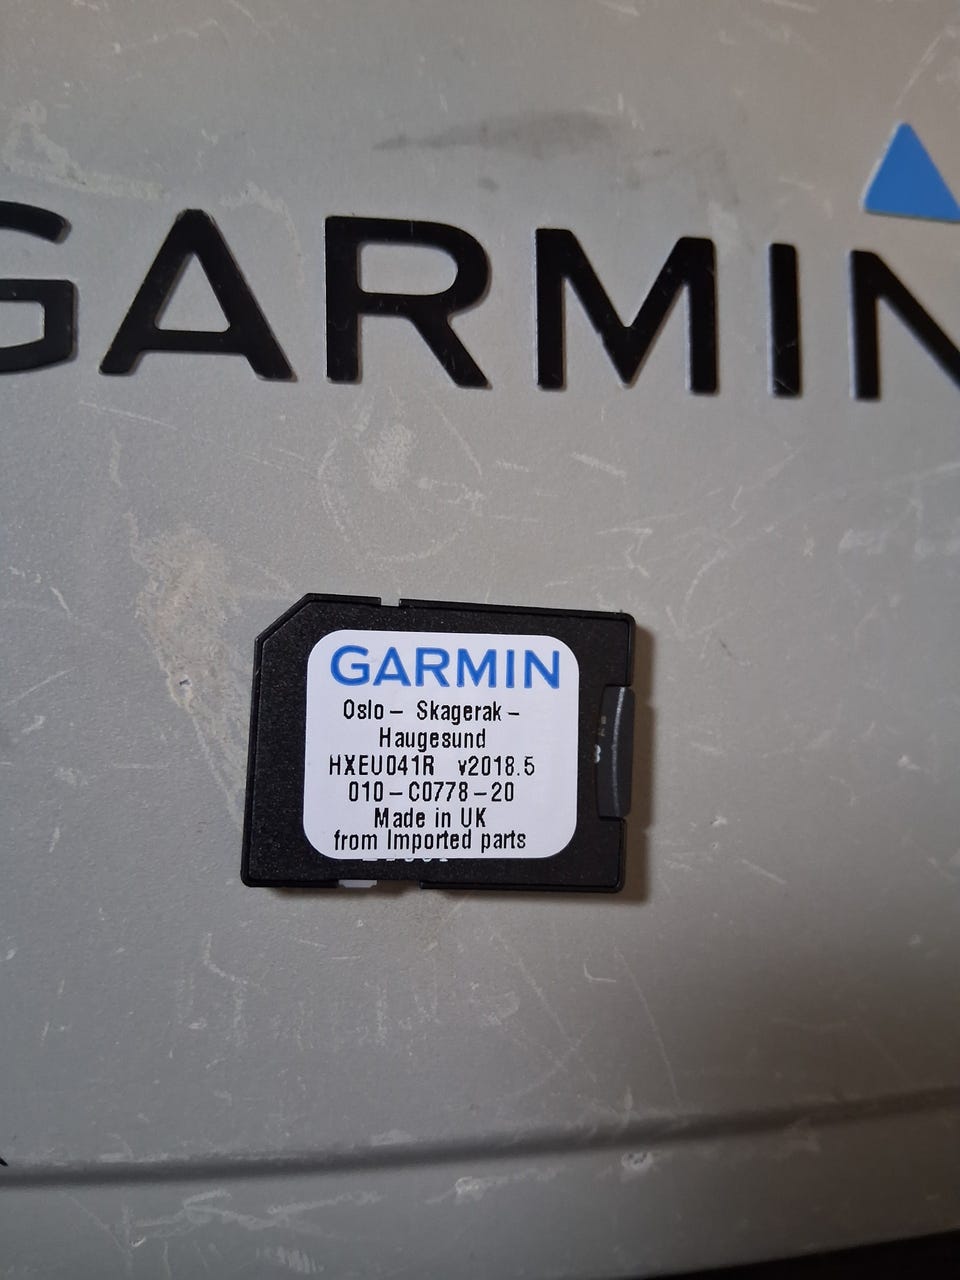 GARMIN
GARMIN
Oslo – Skagerak –
Haugesund
HXEU041R v2018.5
010-C0778-20
Made in UK
from Imported parts